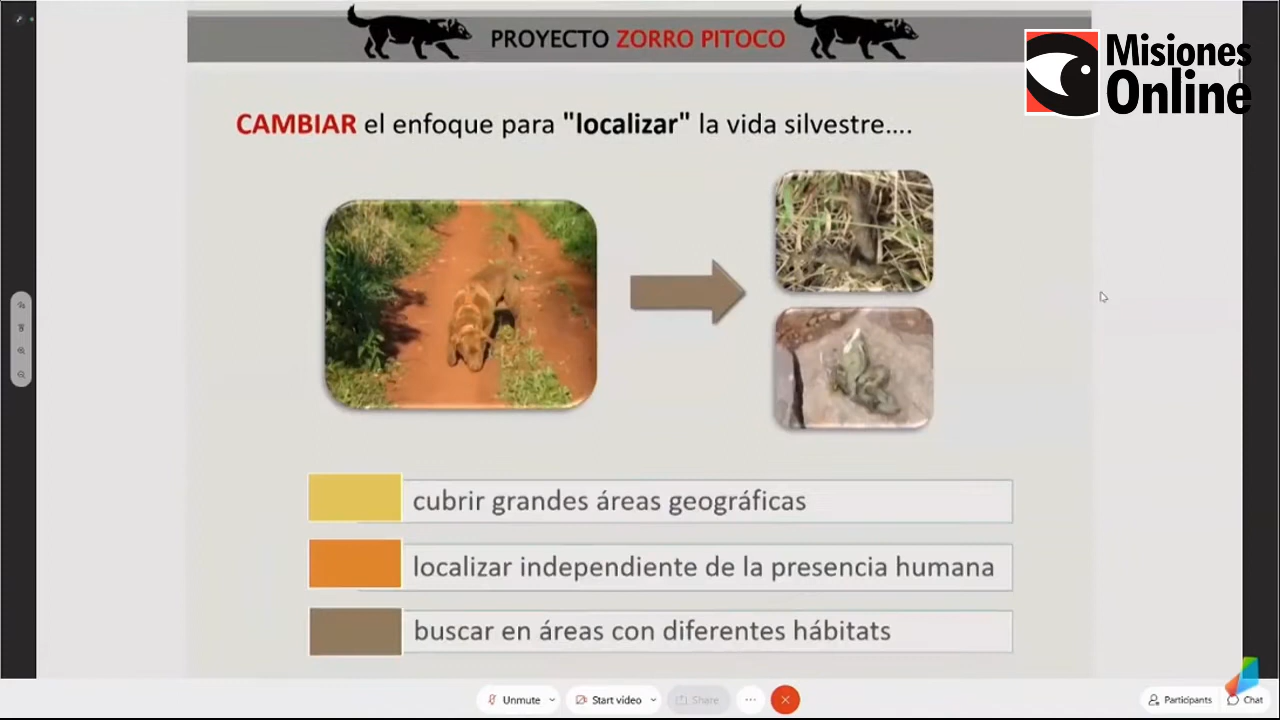 PROYECTO ZORRO PITOCO
Misiones
Online
CAMBIAR el enfoque para "localizar" la vida silvestre....
cubrir grandes áreas geográficas
localizar independiente de la presencia humana
buscar en áreas con diferentes hábitats
Unmute
Start video
Share
Participants
Chat